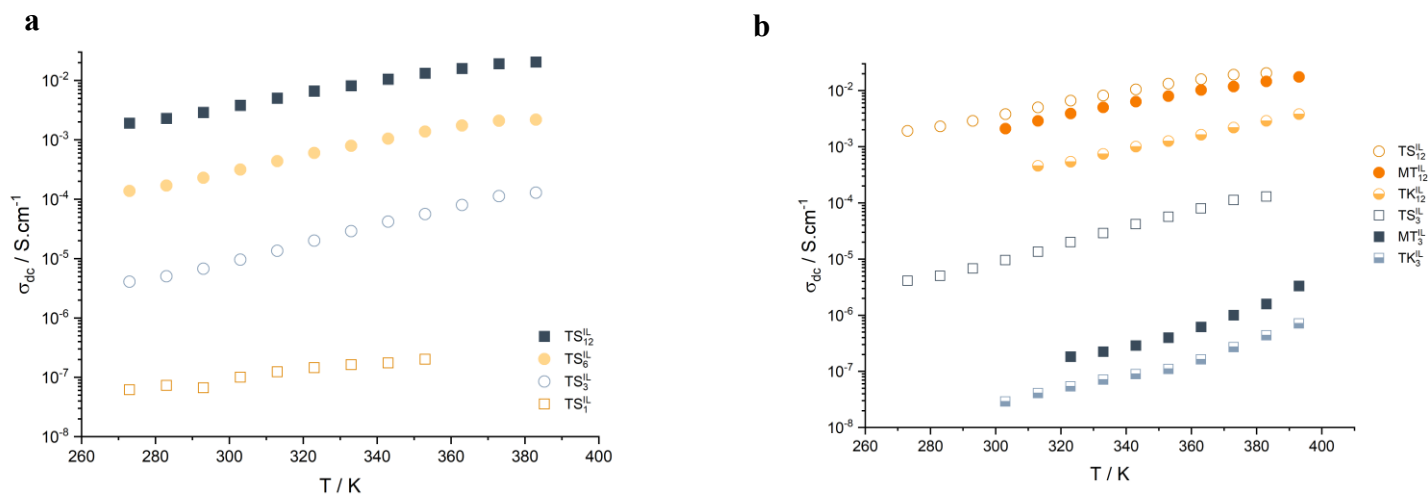 a
10⁻²
10⁻³
10⁻⁴
10⁻⁵
10⁻⁶
10⁻⁷
10⁻⁸
σdc / S.cm⁻¹
260 280 300 320 340 360 380 400
T / K
TS₁₂ᴵᴸ
TS₆ᴵᴸ
TS₃ᴵᴸ
TS₁ᴵᴸ
b
10⁻²
10⁻³
10⁻⁴
10⁻⁵
10⁻⁶
10⁻⁷
10⁻⁸
σdc / S.cm⁻¹
260 280 300 320 340 360 380 400
T / K
TS₁₂ᴵᴸ
MT₁₂ᴵᴸ
TK₁₂ᴵᴸ
TS₃ᴵᴸ
MT₃ᴵᴸ
TK₃ᴵᴸ